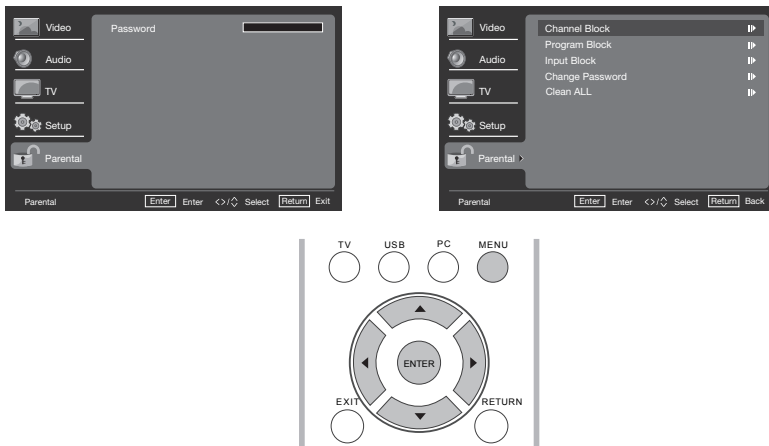 Video
Password
Audio
TV
Setup
Parental
Parental Enter Enter <>/ Select Return Exit
Video
Channel Block
Program Block
Audio
Input Block
Change Password
TV
Clean ALL
Setup
Parental
Parental Enter Enter <>/ Select Return Back
TV USB PC MENU
ENTER
EXIT RETURN